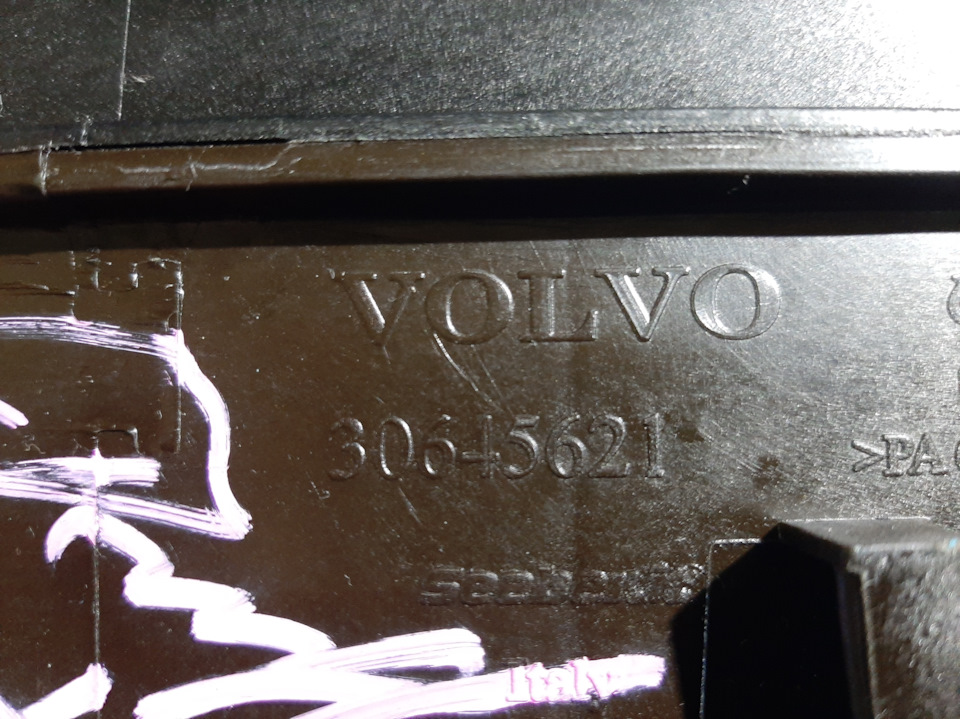 VOLVO
30645621
>PA
Italy